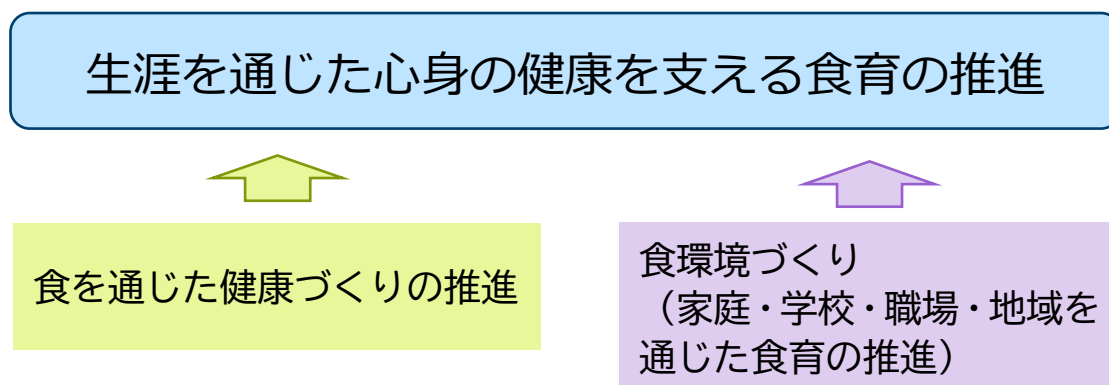 生涯を通じた心身の健康を支える食育の推進
食を通じた健康づくりの推進
食環境づくり
（家庭・学校・職場・地域を
通じた食育の推進）